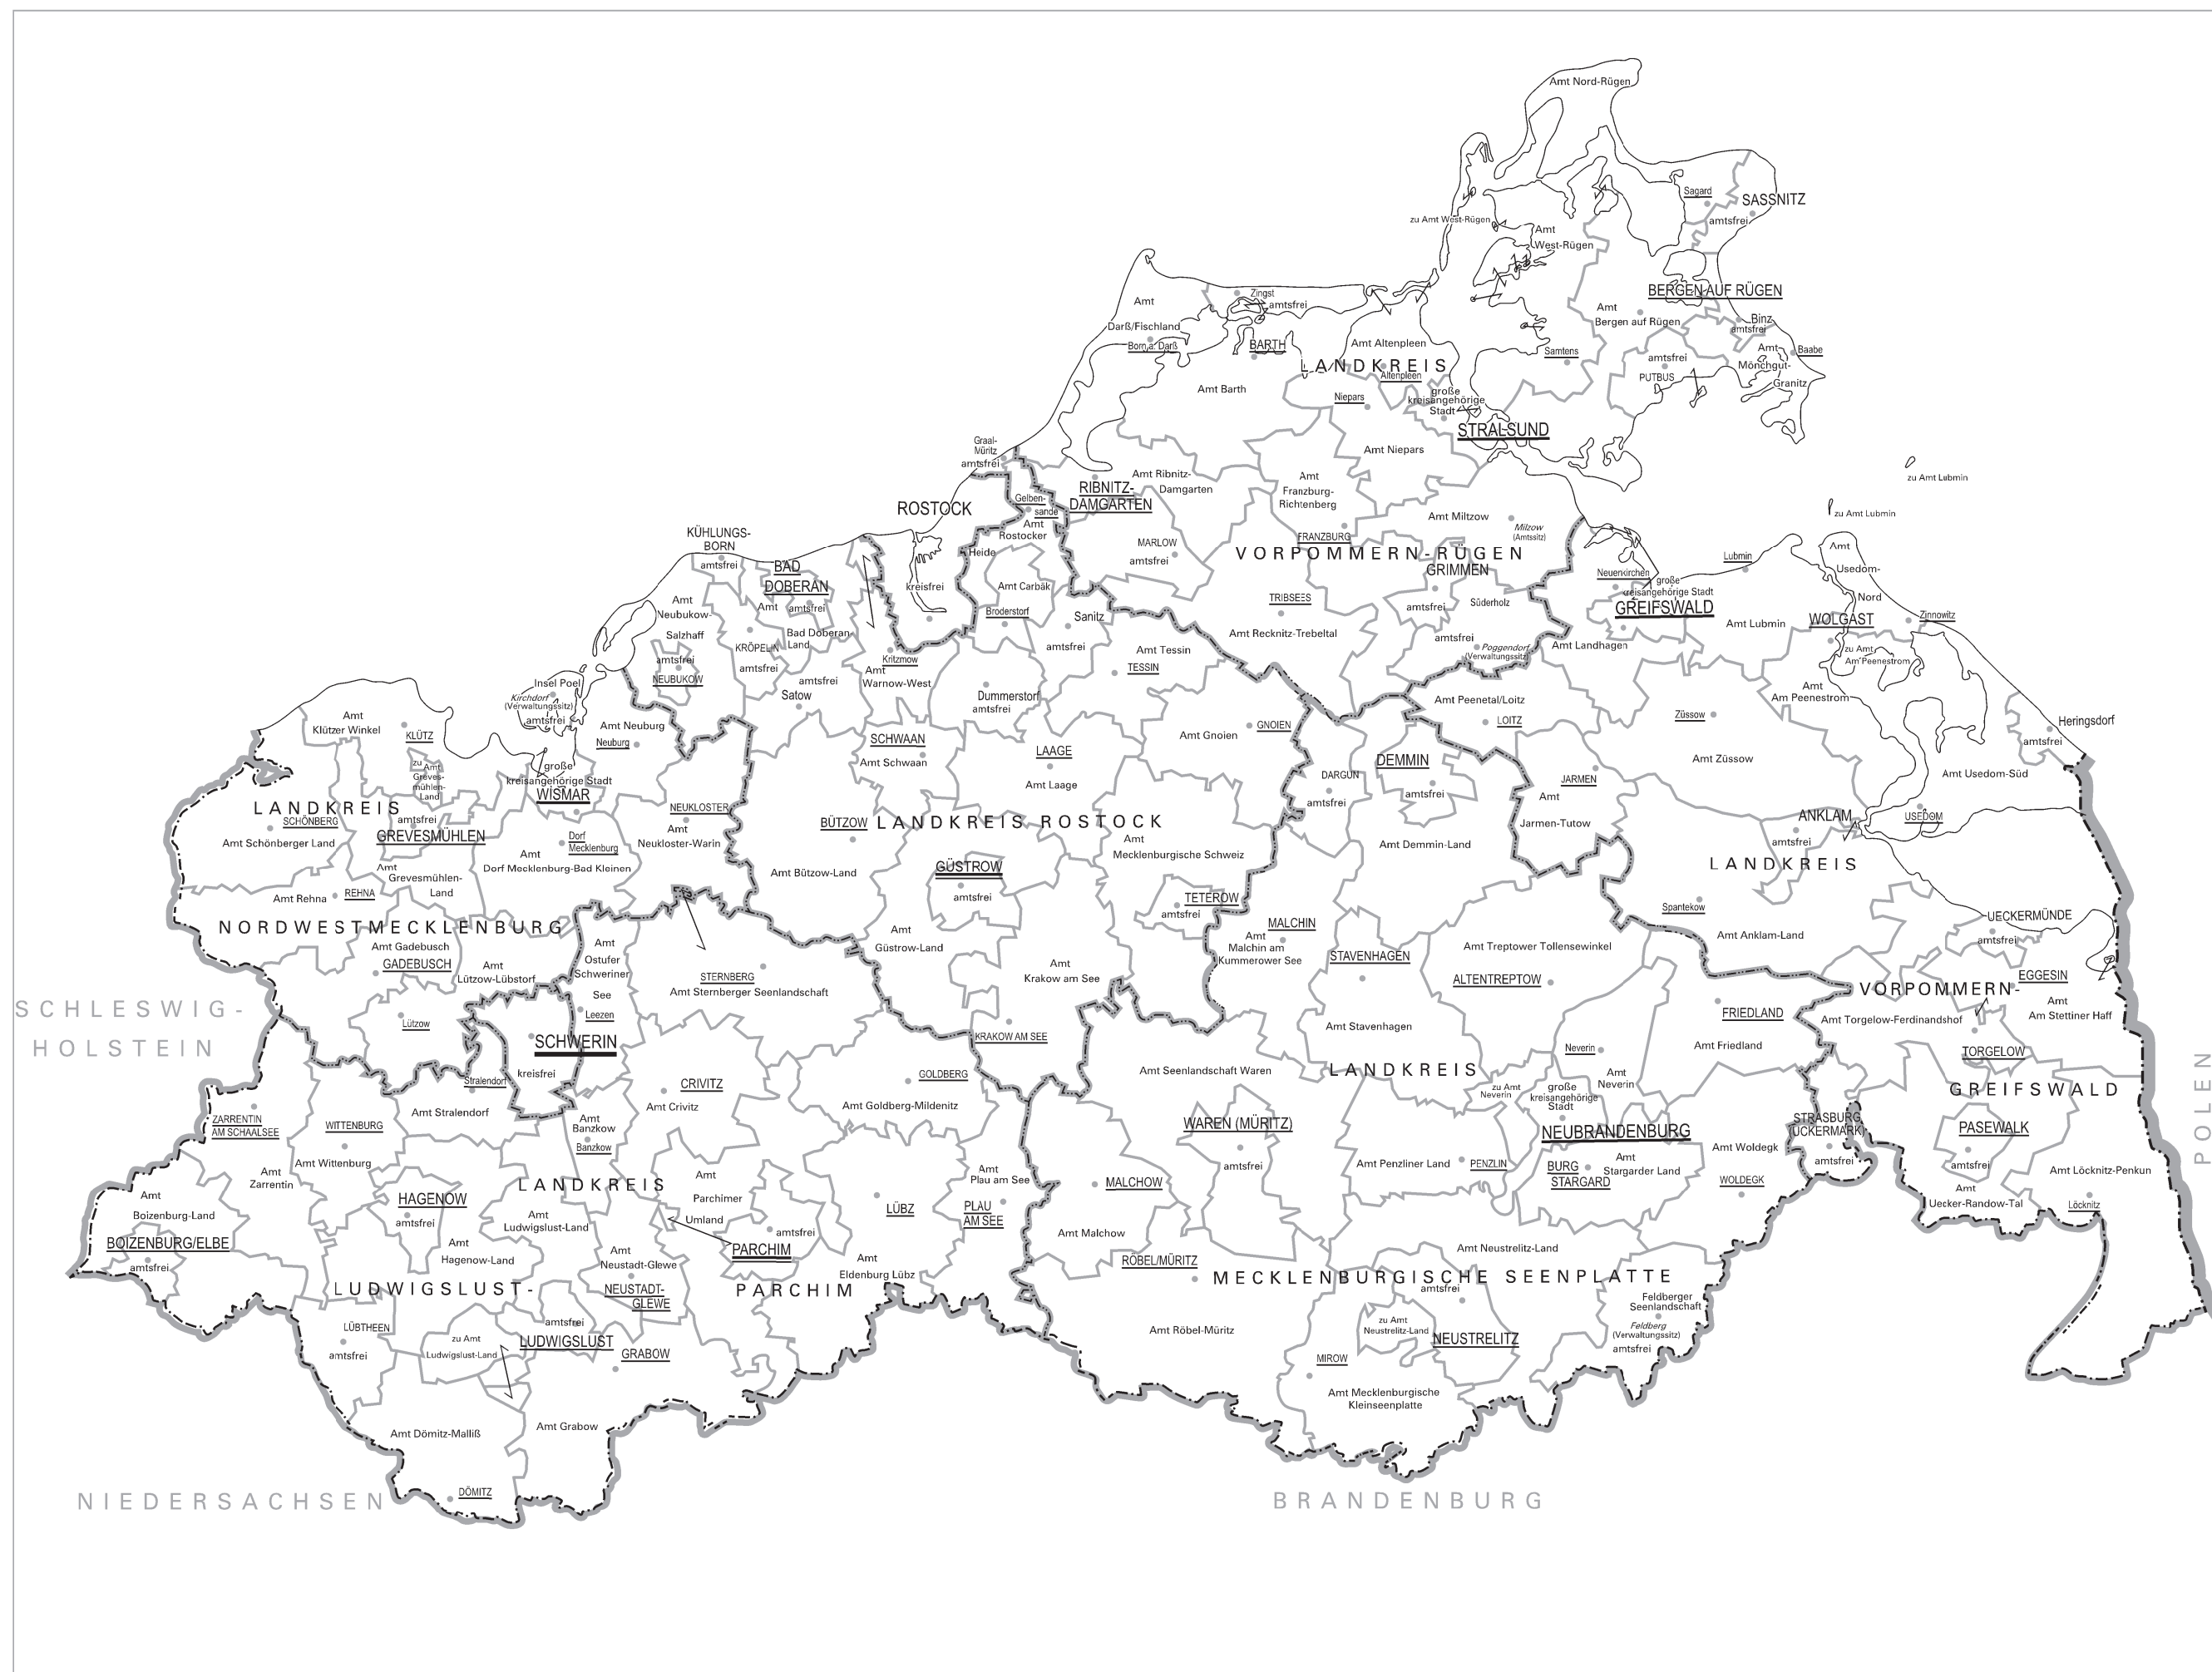 Amt Nord-Rügen
Sagard
SASSNITZ
amtsfrei
zu Amt West-Rügen
Amt
West-Rügen
BERGEN AUF RÜGEN
Amt
Bergen auf Rügen
Binz
amtsfrei
Zingst
amtsfrei
Amt
Darß/Fischland
Born a. Darß
BARTH
Amt Altenpleen
LANDKREIS
Altenpleen
Samtens
amtsfrei
PUTBUS
Amt
Mönchgut-
Granitz
Baabe
Amt Barth
Niepars
große
kreisangehörige
Stadt
STRALSUND
Amt Niepars
Graal-
Müritz
amtsfrei
Amt Ribnitz-
Damgarten
RIBNITZ-
DAMGARTEN
Amt
Franzburg-
Richtenberg
FRANZBURG
zu Amt Lubmin
zu Amt Lubmin
Gelben-
sande
Amt
Rostocker
Heide
ROSTOCK
kreisfrei
MARLOW
amtsfrei
Amt Miltzow
Milzow
(Amtssitz)
VORPOMMERN-RÜGEN
GRIMMEN
amtsfrei
Süderholz
amtsfrei
Poggendorf
(Verwaltungssitz)
TRIBSEES
Amt Recknitz-Trebeltal
KÜHLUNGS-
BORN
amtsfrei
BAD
DOBERAN
Amt
amtsfrei
Bad Doberan-
Land
Amt
Neubukow-
Salzhaff
amtsfrei
NEUBUKOW
KRÖPELIN
amtsfrei
amtsfrei
Satow
Amt Carbäk
Broderstorf
Sanitz
amtsfrei
Kritzmow
Amt
Warnow-West
Amt Tessin
TESSIN
Dummerstorf
amtsfrei
Lubmin
Neuenkirchen
große
kreisangehörige Stadt
GREIFSWALD
Amt Landhagen
Amt Lubmin
Amt
Usedom-
Nord
Zinnowitz
WOLGAST
zu Amt
Am Peenestrom
Amt
Am Peenestrom
Amt Peenetal/Loitz
LOITZ
Züssow
Amt Züssow
Heringsdorf
amtsfrei
Amt Usedom-Süd
USEDOM
Insel Poel
Kirchdorf
(Verwaltungssitz)
amtsfrei
Amt Neuburg
Neuburg
Amt
Klützer Winkel
KLÜTZ
zu
Amt
Greves-
mühlen-
Land
große
kreisangehörige Stadt
WISMAR
LANDKREIS
SCHÖNBERG
Amt Schönberger Land
amtsfrei
GREVESMÜHLEN
Amt
Grevesmühlen-
Land
Dorf
Mecklenburg
Amt
Dorf Mecklenburg-Bad Kleinen
NEUKLOSTER
Amt
Neukloster-Warin
Amt Rehna
REHNA
NORDWESTMECKLENBURG
Amt Gadebusch
GADEBUSCH
Amt
Lützow-Lübstorf
Lützow
SCHWAAN
Amt Schwaan
LAAGE
Amt Laage
Amt Gnoien
GNOIEN
BÜTZOW
LANDKREIS ROSTOCK
Amt Bützow-Land
GÜSTROW
amtsfrei
Amt
Mecklenburgische Schweiz
TETEROW
amtsfrei
Amt
Güstrow-Land
Amt
Krakow am See
KRAKOW AM SEE
DARGUN
amtsfrei
DEMMIN
amtsfrei
Amt Demmin-Land
JARMEN
Amt
Jarmen-Tutow
ANKLAM
amtsfrei
LANDKREIS
Spantekow
Amt Anklam-Land
UECKERMÜNDE
amtsfrei
EGGESIN
VORPOMMERN-
Amt
Am Stettiner Haff
Amt Torgelow-Ferdinandshof
TORGELOW
GREIFSWALD
MALCHIN
Amt
Malchin am
Kummerower See
STAVENHAGEN
Amt Stavenhagen
Amt Treptower Tollensewinkel
ALTENTREPTOW
FRIEDLAND
Amt Friedland
Neverin
Amt
Neverin
zu Amt
Neverin
große
kreisangehörige
Stadt
NEUBRANDENBURG
LANDKREIS
Amt Seenlandschaft Waren
WAREN (MÜRITZ)
amtsfrei
Amt Penzliner Land
PENZLIN
BURG
STARGARD
Amt
Stargarder Land
Amt Woldegk
WOLDEGK
STRASBURG
(UCKERMARK)
amtsfrei
PASEWALK
amtsfrei
Amt
Uecker-Randow-Tal
Amt Löcknitz-Penkun
Löcknitz
POLEN
SCHLESWIG-
HOLSTEIN
Amt
Ostufer
Schweriner
See
Leezen
STERNBERG
Amt Sternberger Seenlandschaft
SCHWERIN
kreisfrei
Stralendorf
Amt Stralendorf
CRIVITZ
Amt Crivitz
GOLDBERG
Amt Goldberg-Mildenitz
ZARRENTIN
AM SCHAALSEE
WITTENBURG
Amt Wittenburg
Amt
Zarrentin
Amt
Banzkow
Banzkow
LANDKREIS
Amt
Boizenburg-Land
BOIZENBURG/ELBE
amtsfrei
HAGENOW
amtsfrei
Amt
Hagenow-Land
Amt
Ludwigslust-Land
Amt
Parchimer
Umland
amtsfrei
PARCHIM
LÜBZ
Amt
Plau am See
PLAU
AM SEE
Amt
Eldenburg Lübz
Amt
Neustadt-Glewe
NEUSTADT-
GLEWE
LUDWIGSLUST-
PARCHIM
LÜBTHEEN
amtsfrei
zu Amt
Ludwigslust-Land
amtsfrei
LUDWIGSLUST
GRABOW
Amt Grabow
Amt Dömitz-Malliß
DÖMITZ
MALCHOW
Amt Malchow
RÖBEL/MÜRITZ
MECKLENBURGISCHE SEENPLATTE
Amt Röbel-Müritz
Amt Neustrelitz-Land
amtsfrei
zu Amt
Neustrelitz-Land
NEUSTRELITZ
Feldberger
Seenlandschaft
Feldberg
(Verwaltungssitz)
amtsfrei
MIROW
Amt Mecklenburgische
Kleinseenplatte
NIEDERSACHSEN
BRANDENBURG